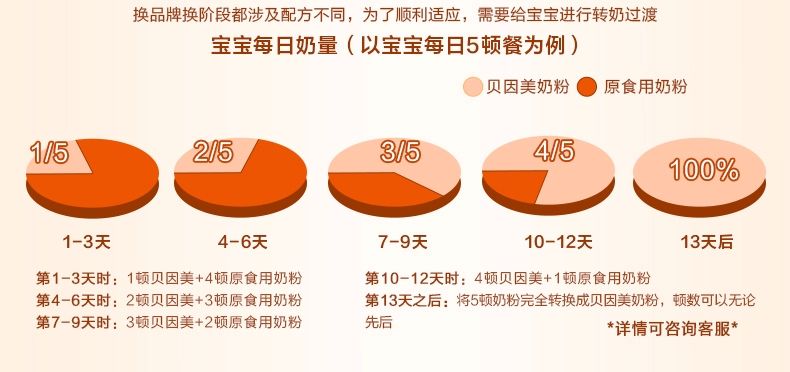 换品牌换阶段都涉及配方不同，为了顺利适应，需要给宝宝进行转奶过渡
宝宝每日奶量（以宝宝每日5顿餐为例）
贝因美奶粉 原食用奶粉
1/5 2/5 3/5 4/5 100%
1-3天 4-6天 7-9天 10-12天 13天后
第1-3天时：1顿贝因美+4顿原食用奶粉
第4-6天时：2顿贝因美+3顿原食用奶粉
第7-9天时：3顿贝因美+2顿原食用奶粉
第10-12天时：4顿贝因美+1顿原食用奶粉
第13天之后：将5顿奶粉完全转换成贝因美奶粉，顿数可以无论
先后
*详情可咨询客服*